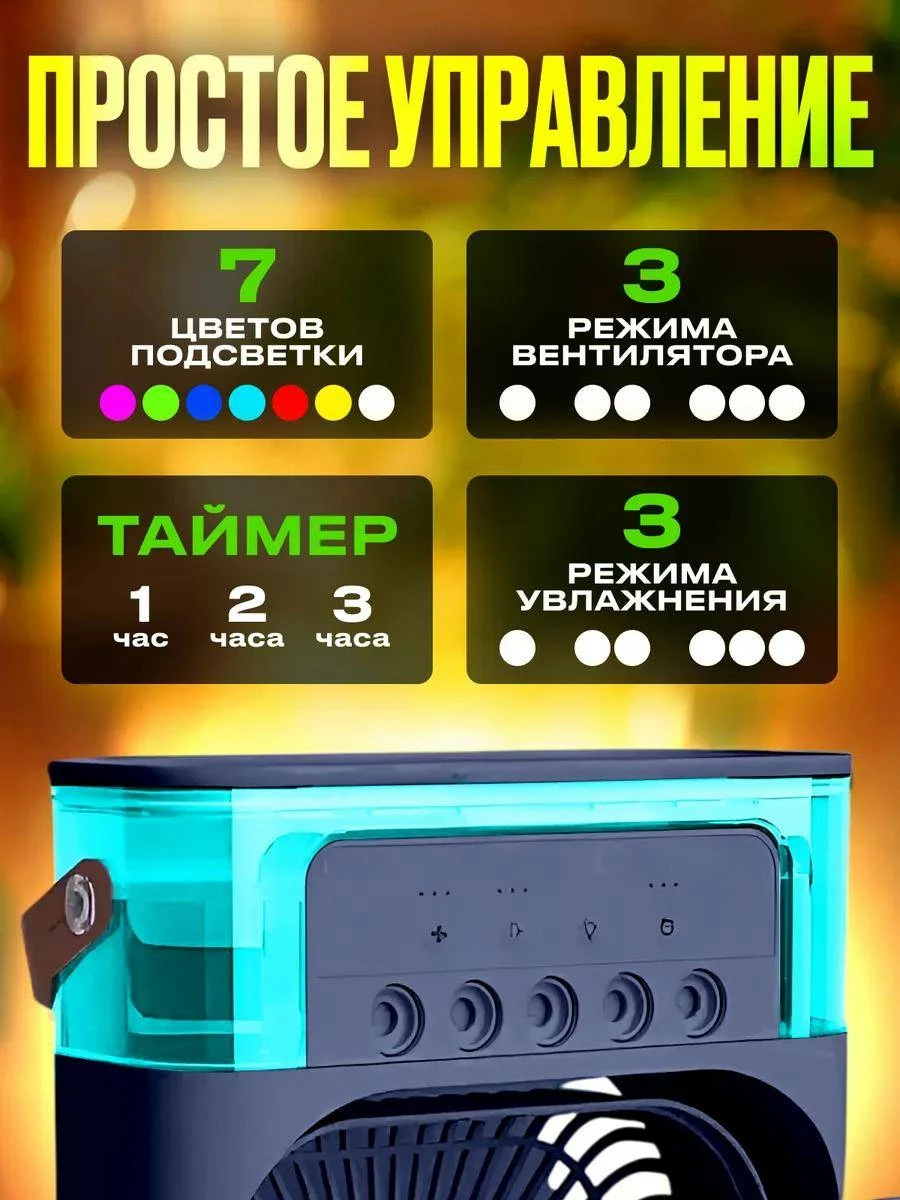 ПРОСТОЕ УПРАВЛЕНИЕ
7
ЦВЕТОВ
ПОДСВЕТКИ
3
РЕЖИМА
ВЕНТИЛЯТОРА
ТАЙМЕР
1 2 3
час часа часа
3
РЕЖИМА
УВЛАЖНЕНИЯ